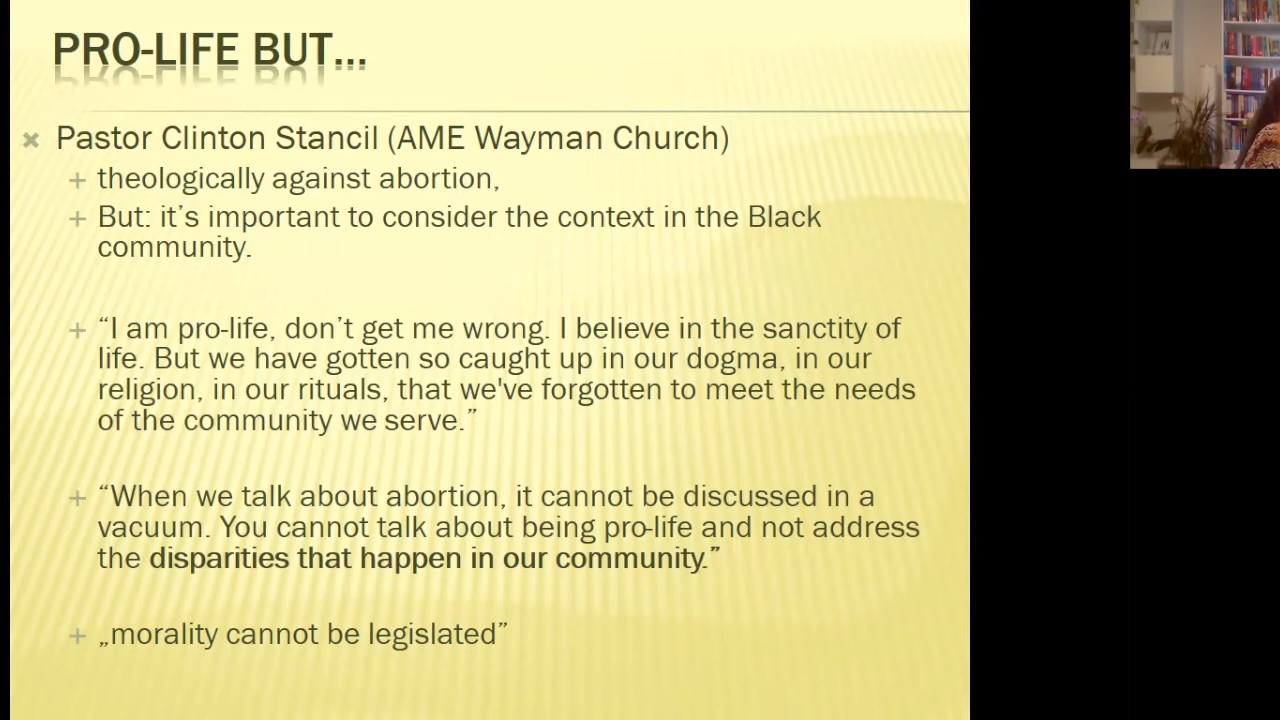 PRO-LIFE BUT...
Pastor Clinton Stancil (AME Wayman Church)
theologically against abortion,
But: it’s important to consider the context in the Black
community.
“I am pro-life, don’t get me wrong. I believe in the sanctity of
life. But we have gotten so caught up in our dogma, in our
religion, in our rituals, that we've forgotten to meet the needs
of the community we serve.”
“When we talk about abortion, it cannot be discussed in a
vacuum. You cannot talk about being pro-life and not address
the disparities that happen in our community.”
„morality cannot be legislated”